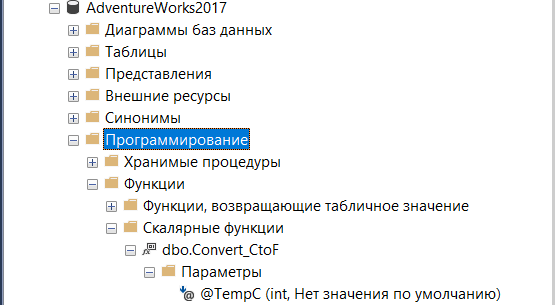 AdventureWorks2017
Диаграммы баз данных
Таблицы
Представления
Внешние ресурсы
Синонимы
Программирование
Хранимые процедуры
Функции
Функции, возвращающие табличное значение
Скалярные функции
dbo.Convert_CtoF
Параметры
@TempC (int, Нет значения по умолчанию)